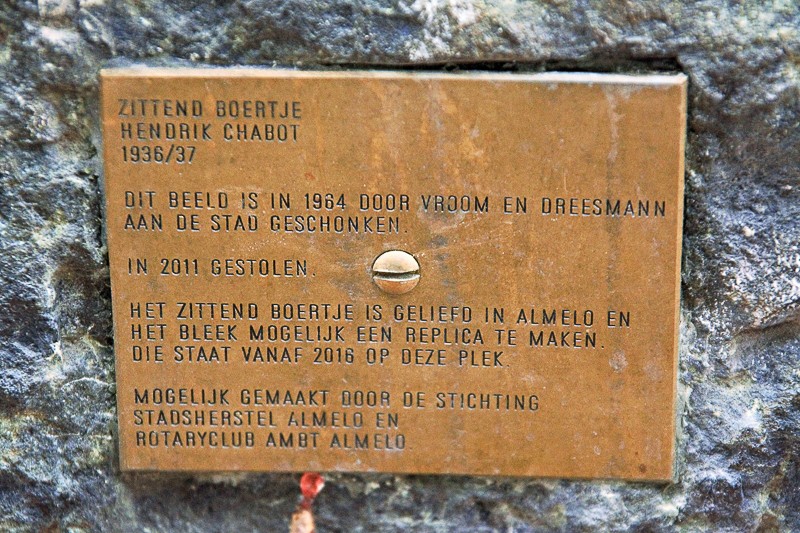 ZITTEND BOERTJE
HENDRIK CHABOT
1936/37
DIT BEELD IS IN 1964 DOOR VROOM EN DREESMANN
AAN DE STAD GESCHONKEN.
IN 2011 GESTOLEN.
HET ZITTEND BOERTJE IS GELIEFD IN ALMELO EN
HET BLEEK MOGELIJK EEN REPLICA TE MAKEN.
DIE STAAT VANAF 2016 OP DEZE PLEK.
MOGELIJK GEMAAKT DOOR DE STICHTING
STADSHERSTEL ALMELO EN
ROTARYCLUB AMBT ALMELO.